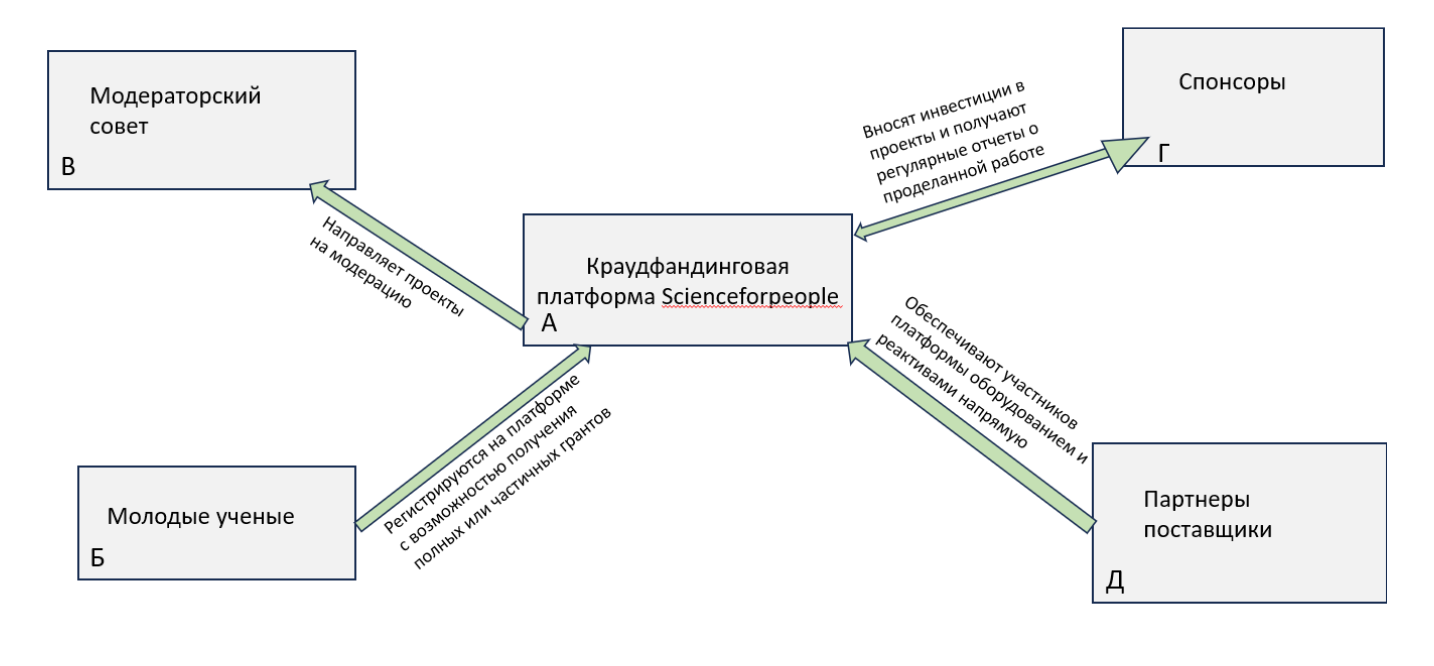 Модераторский
совет
В
Спонсоры
Г
Вносят инвестиции в
проекты и получают
регулярные отчеты о
проделанной работе
Направляет проекты
на модерацию
Краудфандинговая
платформа Scienceforpeople
А
Обеспечивают участников
платформы оборудованием и
реактивами напрямую
Регистрируются на платформе
с возможностью получения
полных или частичных грантов
Молодые ученые
Б
Партнеры
поставщики
Д